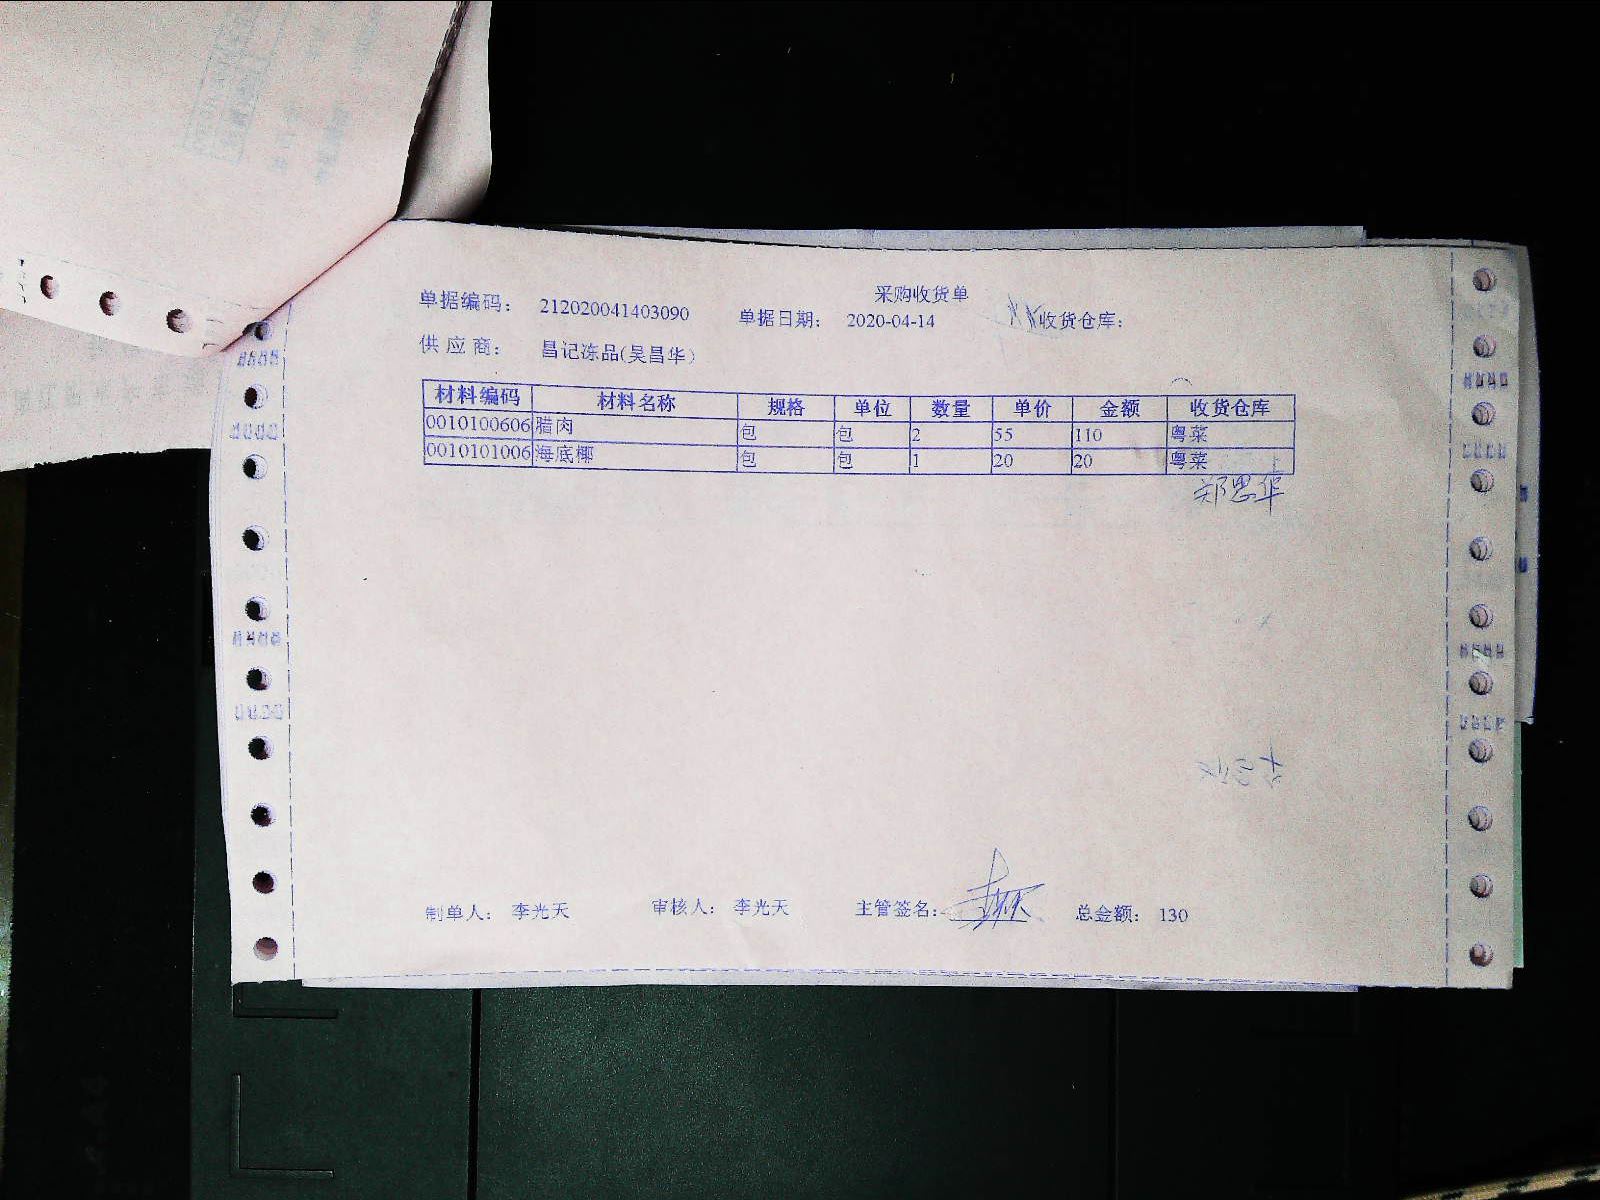 采购收货单
单据编码： 212020041403090 单据日期： 2020-04-14 收货仓库：
供 应 商： 昌记冻品(吴昌华)
材料编码 材料名称 规格 单位 数量 单价 金额 收货仓库
0010100606 腊肉 包 包 2 55 110 粤菜
0010101006 海底椰 包 包 1 20 20 粤菜
郑思华
制单人： 李光天 审核人： 李光天 主管签名： 总金额： 130